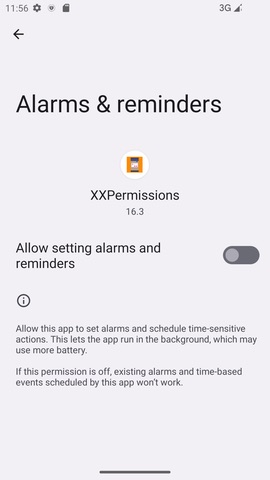 11:56
3G
Alarms & reminders
XXPermissions
16.3
Allow setting alarms and
reminders
Allow this app to set alarms and schedule time-sensitive
actions. This lets the app run in the background, which may
use more battery.
If this permission is off, existing alarms and time-based
events scheduled by this app won't work.